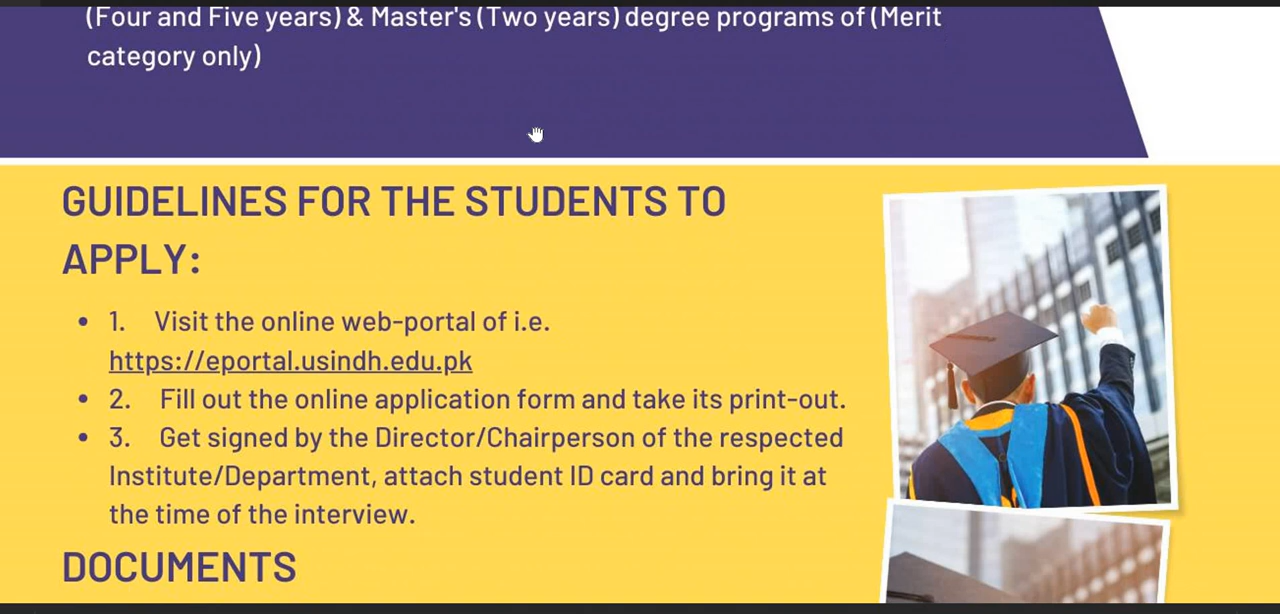 (Four and Five years) & Master's (Two years) degree programs of (Merit
category only)
GUIDELINES FOR THE STUDENTS TO
APPLY:
• 1. Visit the online web-portal of i.e.
https://eportal.usindh.edu.pk
• 2. Fill out the online application form and take its print-out.
• 3. Get signed by the Director/Chairperson of the respected
Institute/Department, attach student ID card and bring it at
the time of the interview.
DOCUMENTS